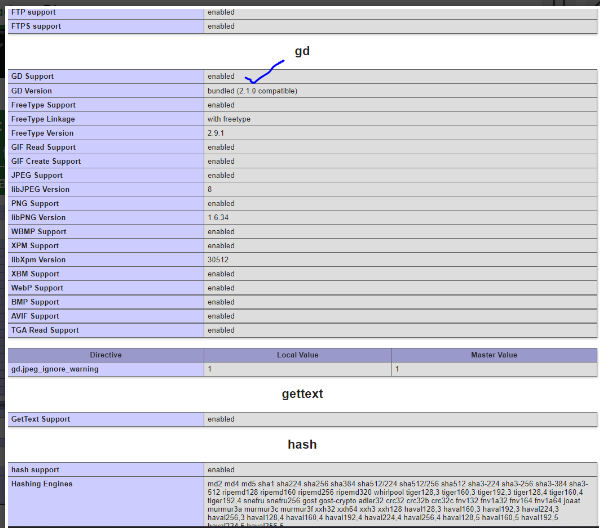 FTP support enabled
FTPS support enabled
gd
GD Support enabled
GD Version bundled (2.1.0 compatible)
FreeType Support enabled
FreeType Linkage with freetype
FreeType Version 2.9.1
GIF Read Support enabled
GIF Create Support enabled
JPEG Support enabled
libJPEG Version 8
PNG Support enabled
libPNG Version 1.6.34
WBMP Support enabled
XPM Support enabled
libXpm Version 30512
XBM Support enabled
WebP Support enabled
BMP Support enabled
AVIF Support enabled
TGA Read Support enabled
Directive Local Value Master Value
gd.jpeg_ignore_warning 1 1
gettext
GetText Support enabled
hash
hash support enabled
Hashing Engines md2 md4 md5 sha1 sha224 sha256 sha384 sha512/224 sha512/256 sha512 sha3-224 sha3-256 sha3-384 sha3-
512 ripemd128 ripemd160 ripemd256 ripemd320 whirlpool tiger128,3 tiger160,3 tiger192,3 tiger128,4 tiger160,4
tiger192,4 snefru snefru256 gost gost-crypto adler32 crc32 crc32b crc32c fnv132 fnv1a32 fnv164 fnv1a64 joaat
murmur3a murmur3c murmur3f xxh32 xxh64 xxh3 xxh128 haval128,3 haval160,3 haval192,3 haval224,3
haval256,3 haval128,4 haval160,4 haval192,4 haval224,4 haval256,4 haval128,5 haval160,5 haval192,5